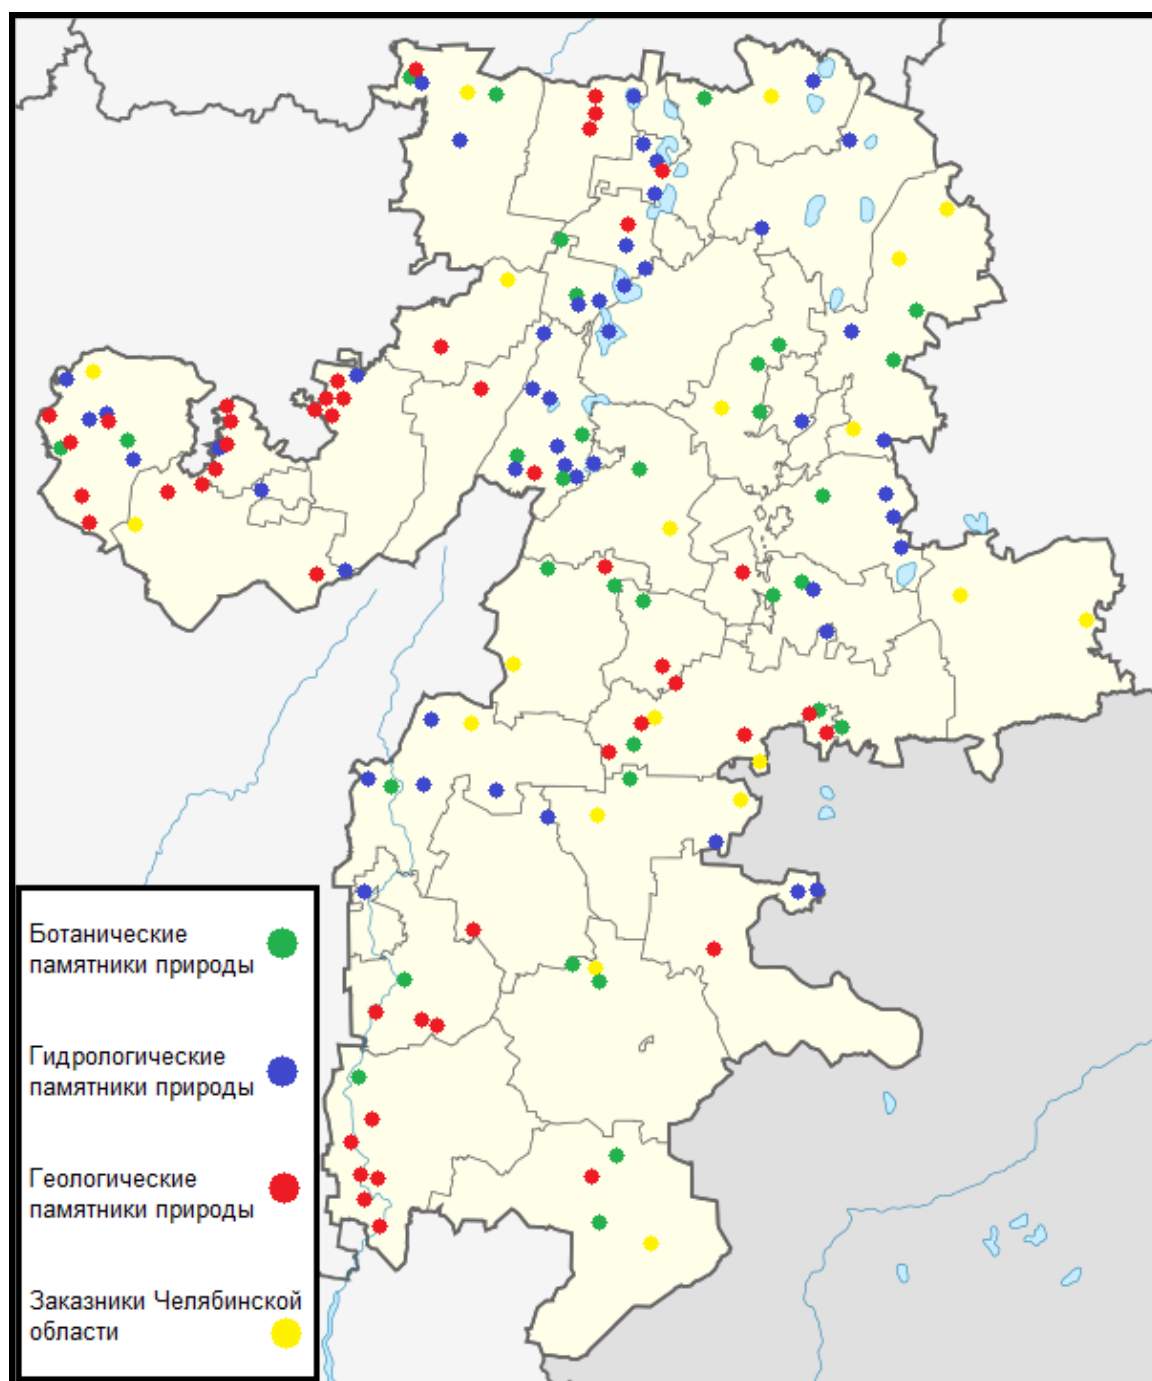 Ботанические
памятники природы
Гидрологические
памятники природы
Геологические
памятники природы
Заказники Челябинской
области